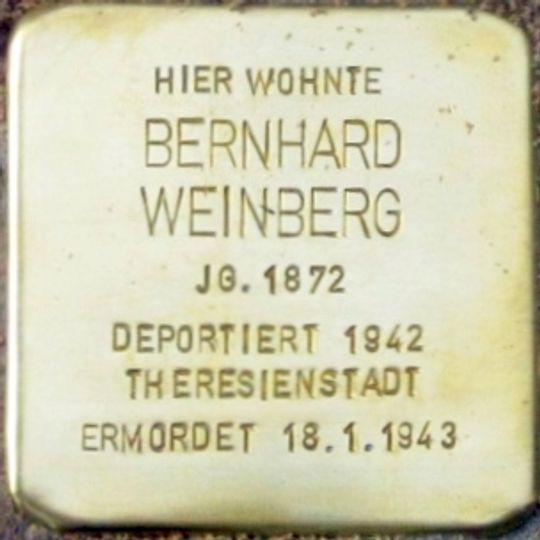 HIER WOHNTE
BERNHARD
WEINBERG
JG. 1872
DEPORTIERT 1942
THERESIENSTADT
ERMORDET 18.1.1943